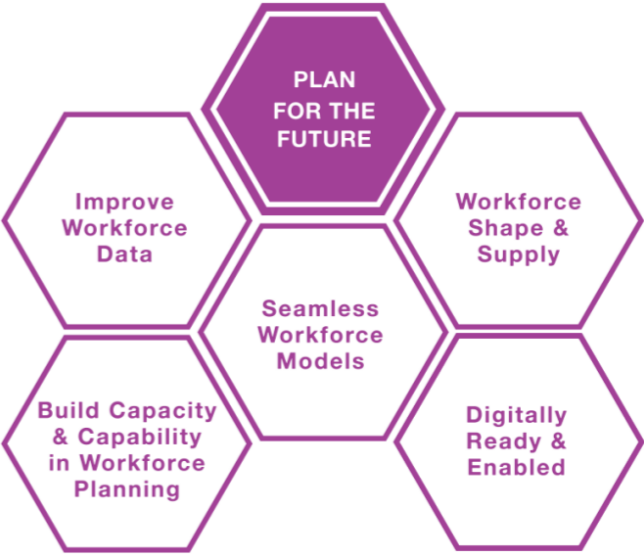 PLAN
FOR THE
FUTURE
Improve
Workforce
Data
Workforce
Shape &
Supply
Seamless
Workforce
Models
Build Capacity
& Capability
in Workforce
Planning
Digitally
Ready &
Enabled